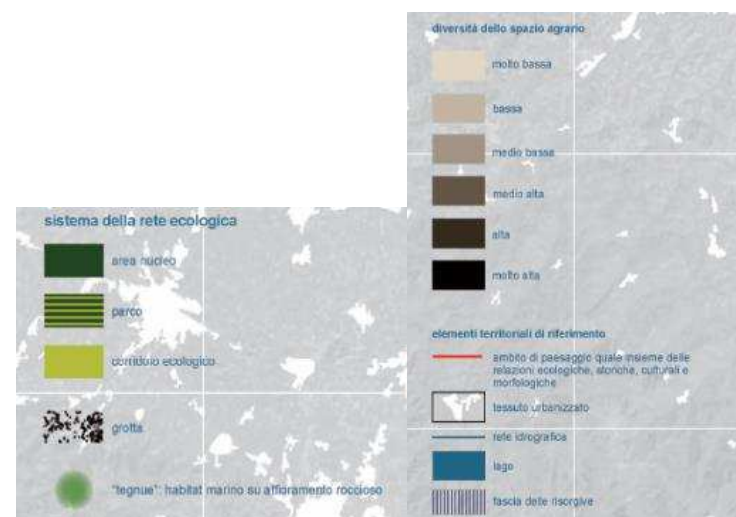 sistema della rete ecologica
area nucleo
parco
corridoio ecologico
grotta
"tegnue": habitat marino su affioramento roccioso
diversità dello spazio agrario
molto bassa
bassa
medio bassa
medio alta
alta
molto alta
elementi territoriali di riferimento
ambito di paesaggio quale insieme delle
relazioni ecologiche, storiche, culturali e
morfologiche
tessuto urbanizzato
rete idrografica
lago
fascia delle risorgive